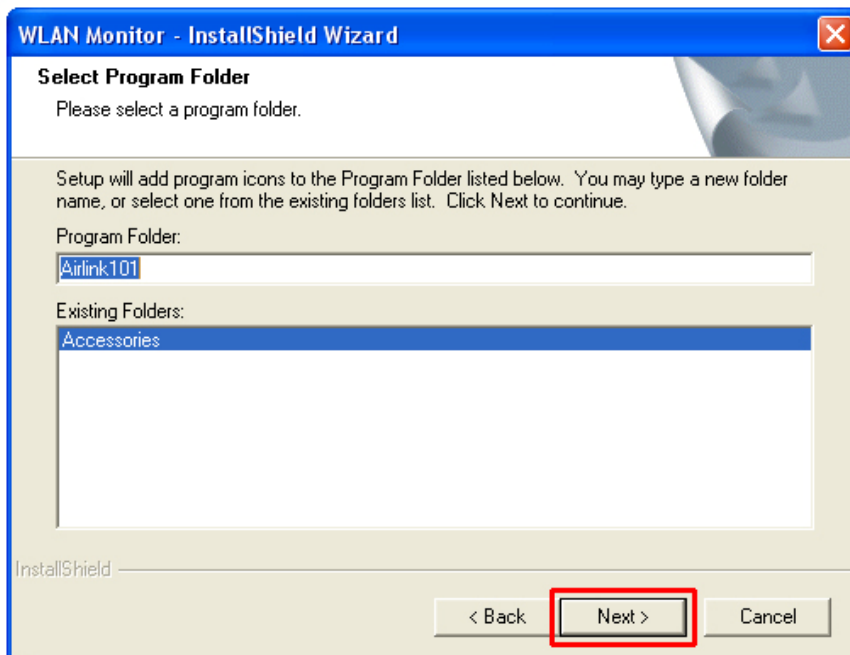 WLAN Monitor - InstallShield Wizard
Select Program Folder
Please select a program folder.
Setup will add program icons to the Program Folder listed below. You may type a new folder
name, or select one from the existing folders list. Click Next to continue.
Program Folder:
Airlink101
Existing Folders:
Accessories
InstallShield
< Back
Next >
Cancel